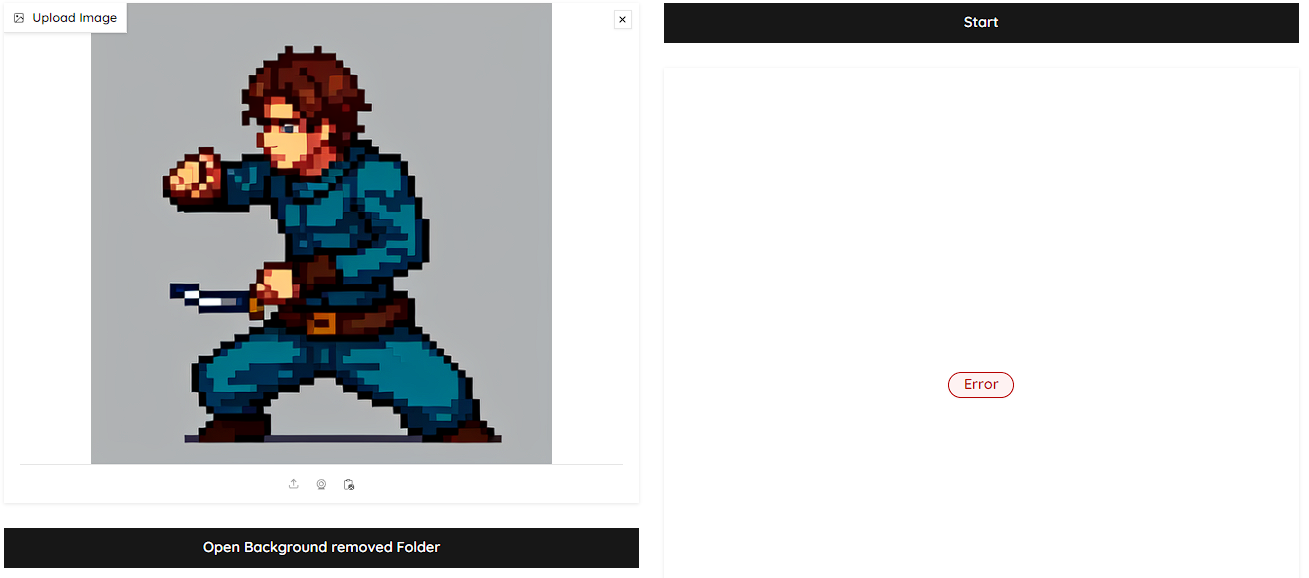 Upload Image
Start
Error
Open Background removed Folder